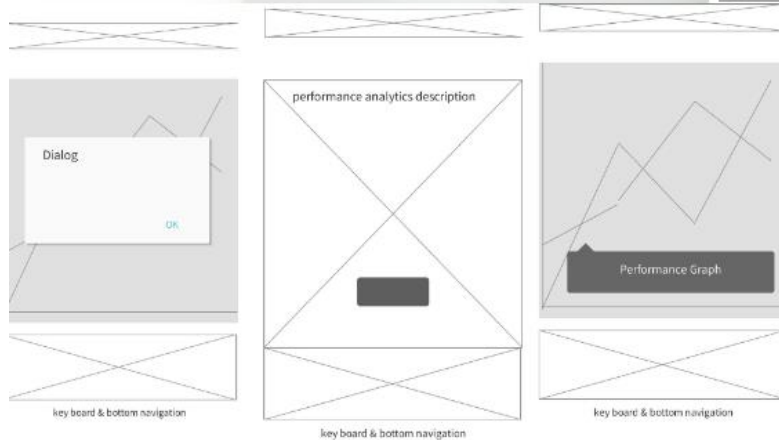 Dialog
OK
key board & bottom navigation
performance analytics description
key board & bottom navigation
Performance Graph
key board & bottom navigation